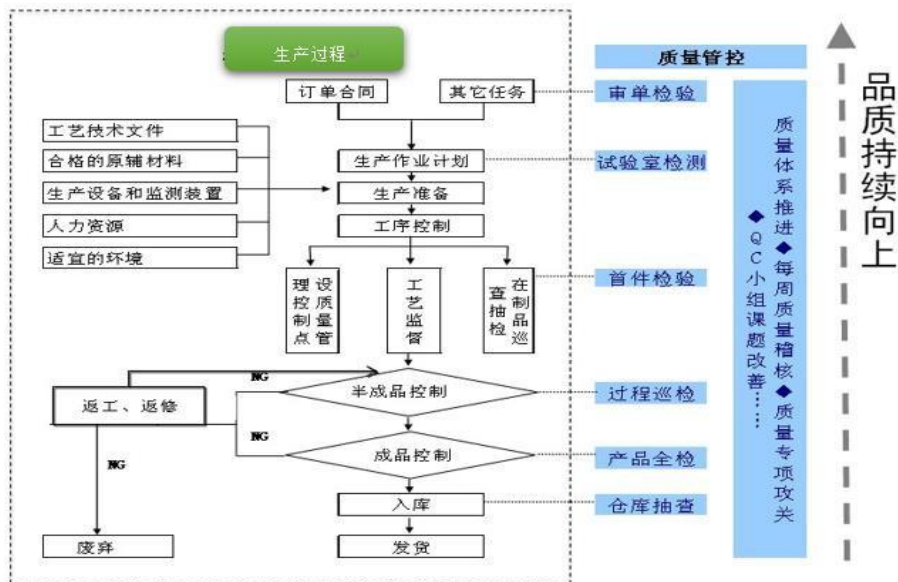 生产过程
质量管控
订单合同
其它任务
审单检验
工艺技术文件
合格的原辅材料
生产设备和监测装置
人力资源
适宜的环境
生产作业计划
试验室检测
生产准备
工序控制
设质量管
理控制点
工艺监督
在制品巡
查抽检
首件检验
NG
半成品控制
过程巡检
返工、返修
NG
成品控制
产品全检
NG
入库
仓库抽查
废弃
发货
质量体系推进◆每周质量稽核◆质量专项攻关
◆QC小组课题改善……
品质持续向上